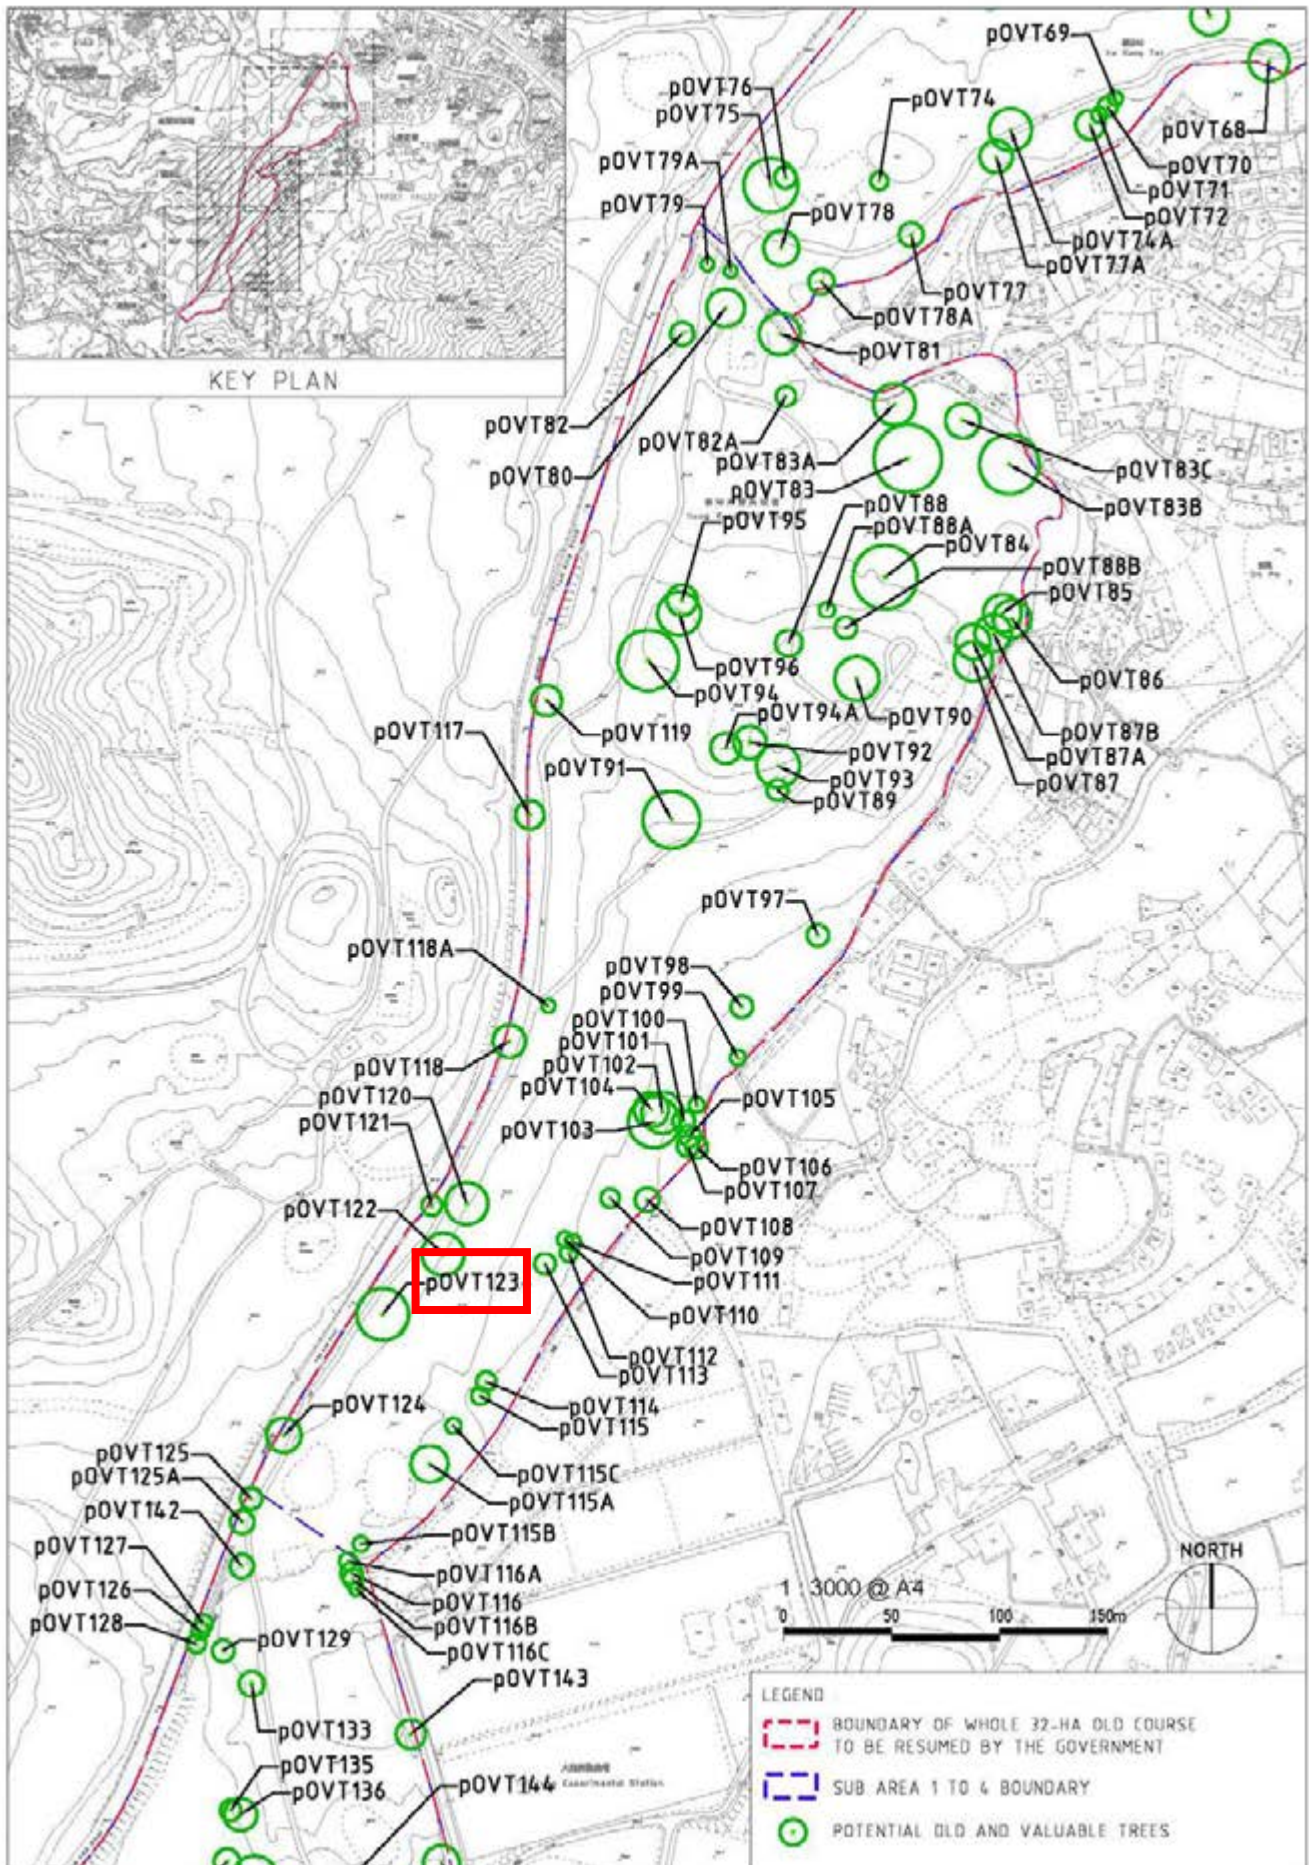 pOVT69
pOVT76
pOVT75
pOVT74
pOVT68
pOVT79A
pOVT70
pOVT71
pOVT79
pOVT78
pOVT72
pOVT74A
pOVT77A
pOVT77
pOVT78A
pOVT81
KEY PLAN
pOVT82
pOVT82A
pOVT83A
pOVT80
pOVT83C
pOVT83
pOVT83B
pOVT88
pOVT95
pOVT88A
pOVT84
pOVT88B
pOVT85
pOVT96
pOVT86
pOVT94
pOVT94A
pOVT90
pOVT117
pOVT119
pOVT87B
pOVT92
pOVT87A
pOVT91
pOVT93
pOVT87
pOVT89
pOVT97
pOVT118A
pOVT98
pOVT99
pOVT100
pOVT101
pOVT118
pOVT102
pOVT104
pOVT120
pOVT105
pOVT121
pOVT103
pOVT106
pOVT107
pOVT122
pOVT108
pOVT109
pOVT123
pOVT111
pOVT110
pOVT112
pOVT113
pOVT124
pOVT114
pOVT115
pOVT125
pOVT125A
pOVT115C
pOVT115A
pOVT142
pOVT115B
pOVT127
pOVT116A
NORTH
pOVT126
pOVT116
1 : 3000 @ A4
pOVT128
pOVT116B
0 50 100 150m
pOVT129
pOVT116C
pOVT143
pOVT133
pOVT135
pOVT136
pOVT144
Experimental Station
LEGEND
BOUNDARY OF WHOLE 32-HA OLD COURSE
TO BE RESUMED BY THE GOVERNMENT
SUB AREA 1 TO 4 BOUNDARY
POTENTIAL OLD AND VALUABLE TREES